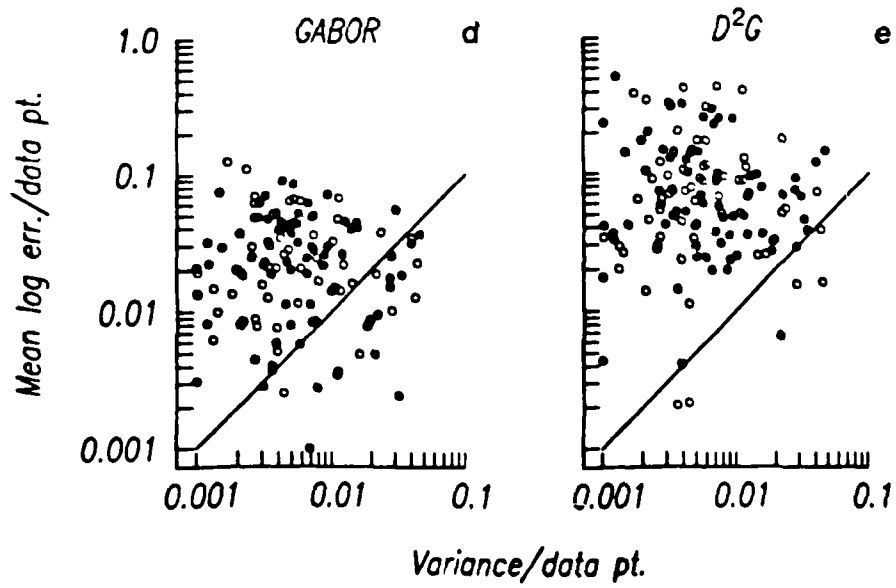 GABOR d D²G e
1.0
0.1
0.01
0.001
Mean log err./data pt.
0.001 0.01 0.1 0.001 0.01 0.1
Variance/data pt.